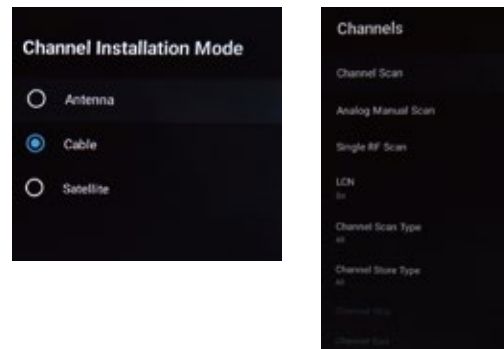 Channel Installation Mode
Antenna
Cable
Satellite
Channels
Channel Scan
Analog Manual Scan
Single RF Scan
LCN
Channel Scan Type
All
Channel Store Type
All